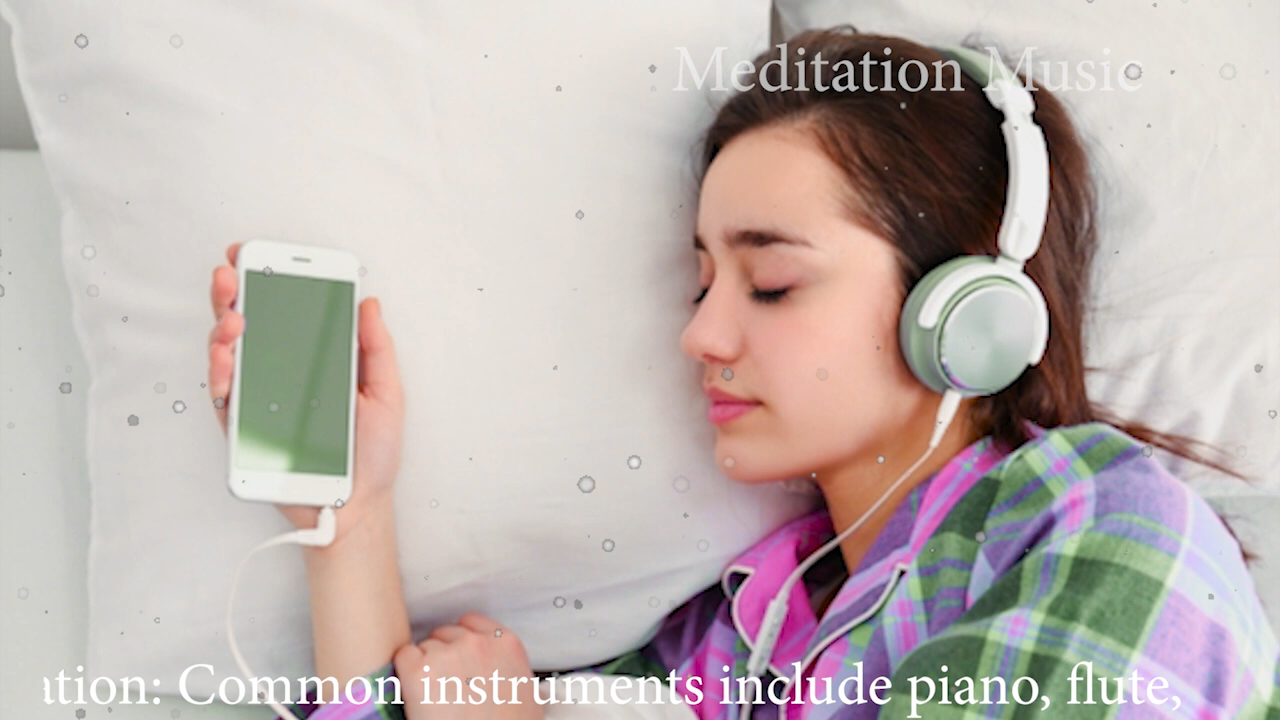 Meditation Music
ation: Common instruments include piano, flute,